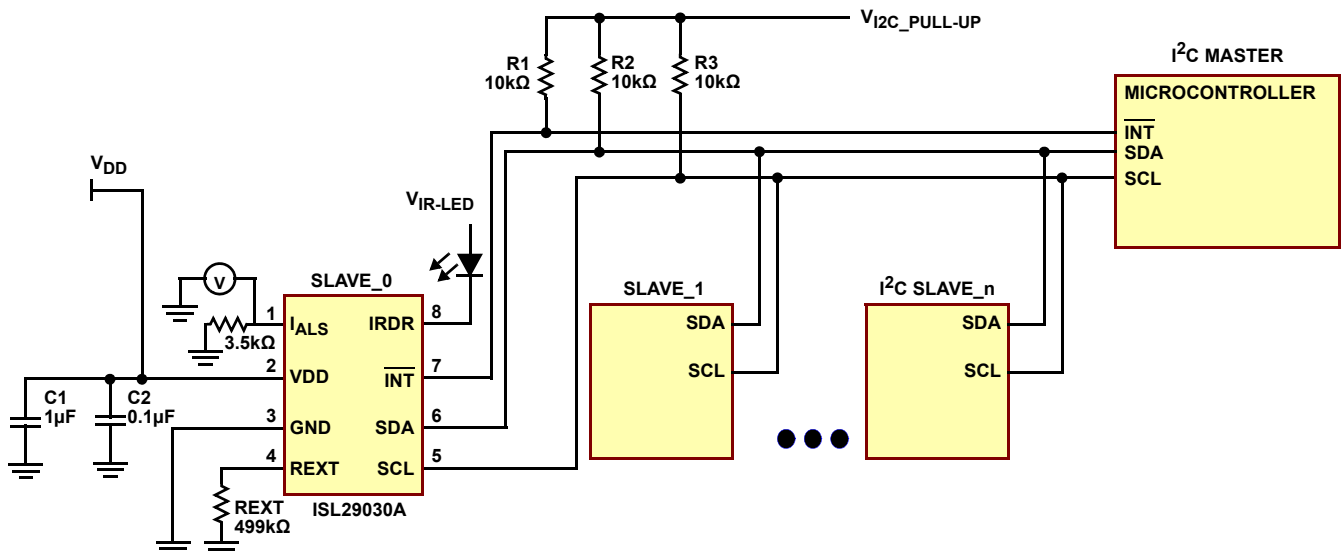 V_I2C_PULL-UP
R1
10kΩ
R2
10kΩ
R3
10kΩ
I²C MASTER
MICROCONTROLLER
I̅N̅T̅
SDA
SCL
V_DD
V_IR-LED
V
SLAVE_0
1
I_ALS
3.5kΩ
IRDR
8
2
VDD
I̅N̅T̅
7
C1
1µF
C2
0.1µF
3
GND
SDA
6
4
REXT
SCL
5
REXT
499kΩ
ISL29030A
SLAVE_1
SDA
SCL
I²C SLAVE_n
SDA
SCL